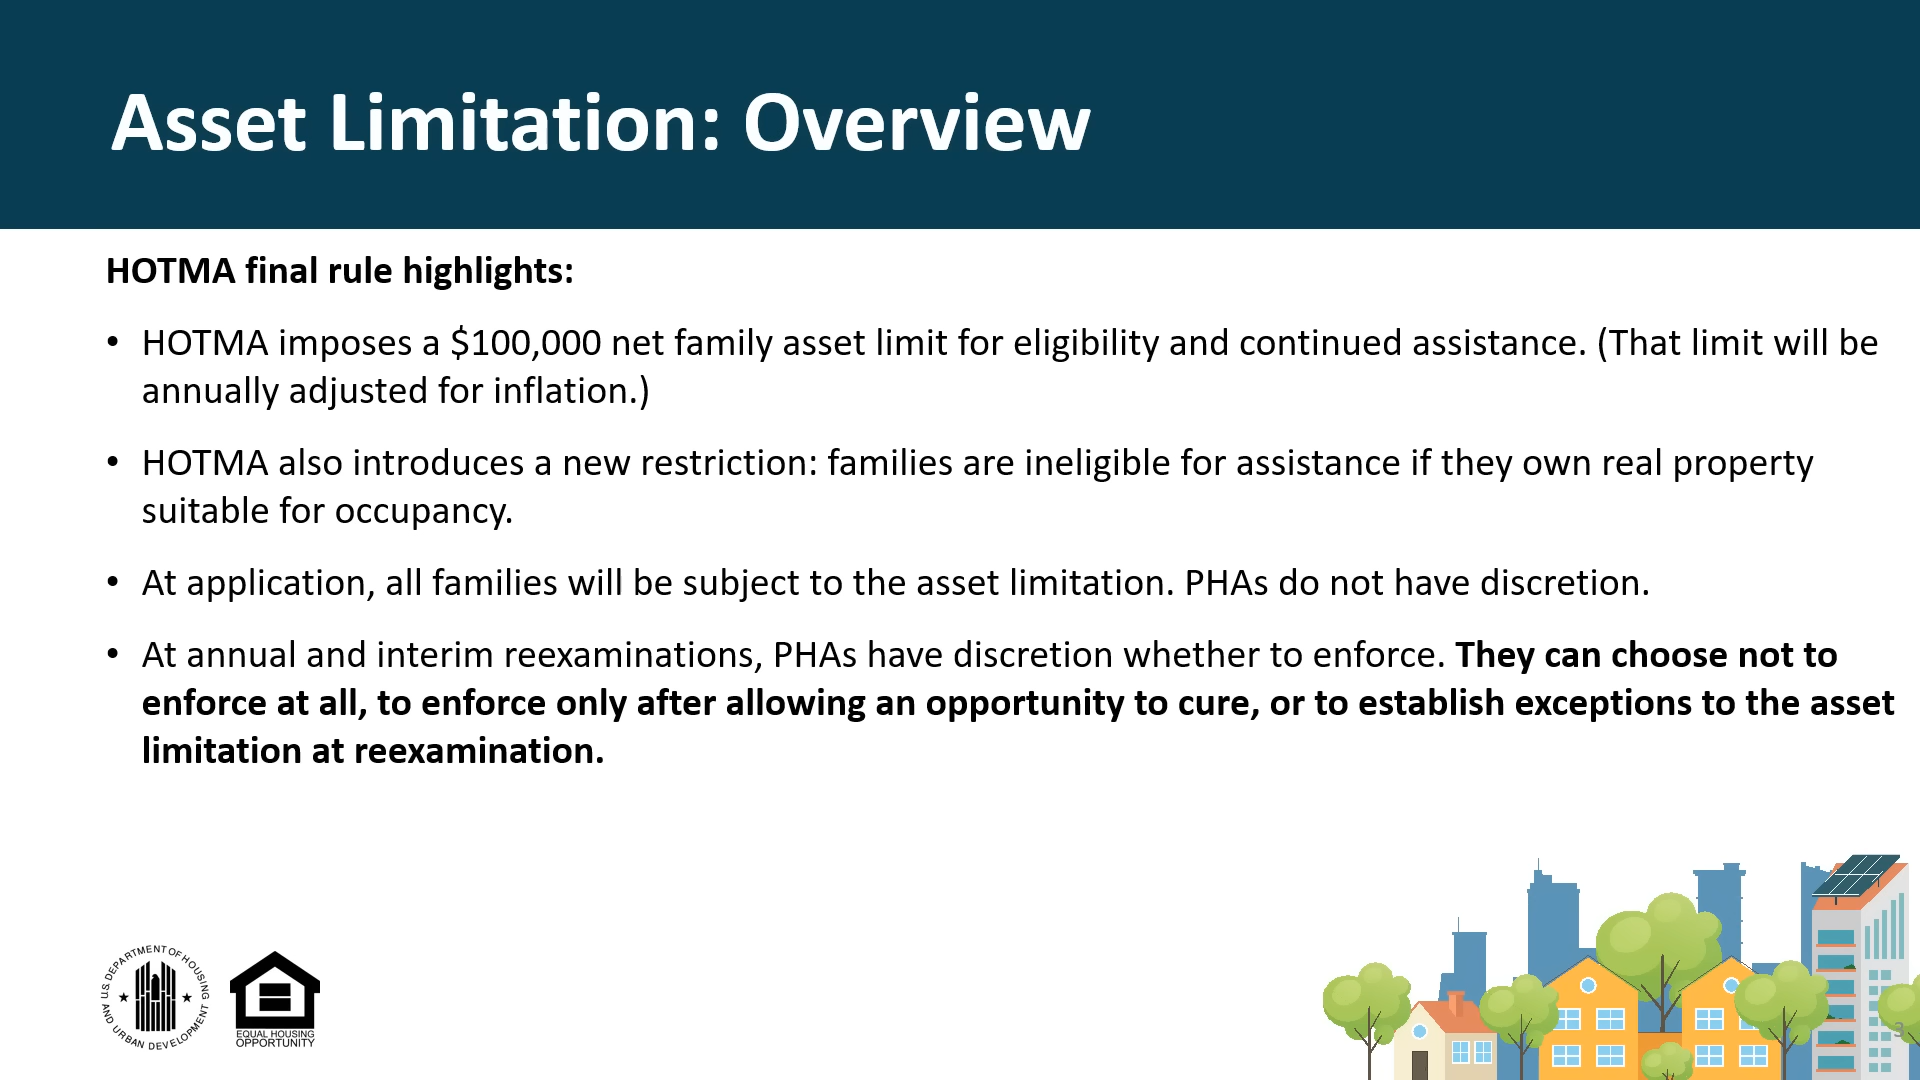 Asset Limitation: Overview
HOTMA final rule highlights:
• HOTMA imposes a $100,000 net family asset limit for eligibility and continued assistance. (That limit will be
annually adjusted for inflation.)
• HOTMA also introduces a new restriction: families are ineligible for assistance if they own real property
suitable for occupancy.
• At application, all families will be subject to the asset limitation. PHAs do not have discretion.
• At annual and interim reexaminations, PHAs have discretion whether to enforce. They can choose not to
enforce at all, to enforce only after allowing an opportunity to cure, or to establish exceptions to the asset
limitation at reexamination.
U.S. DEPARTMENT OF HOUSING
AND URBAN DEVELOPMENT
EQUAL HOUSING
OPPORTUNITY
3